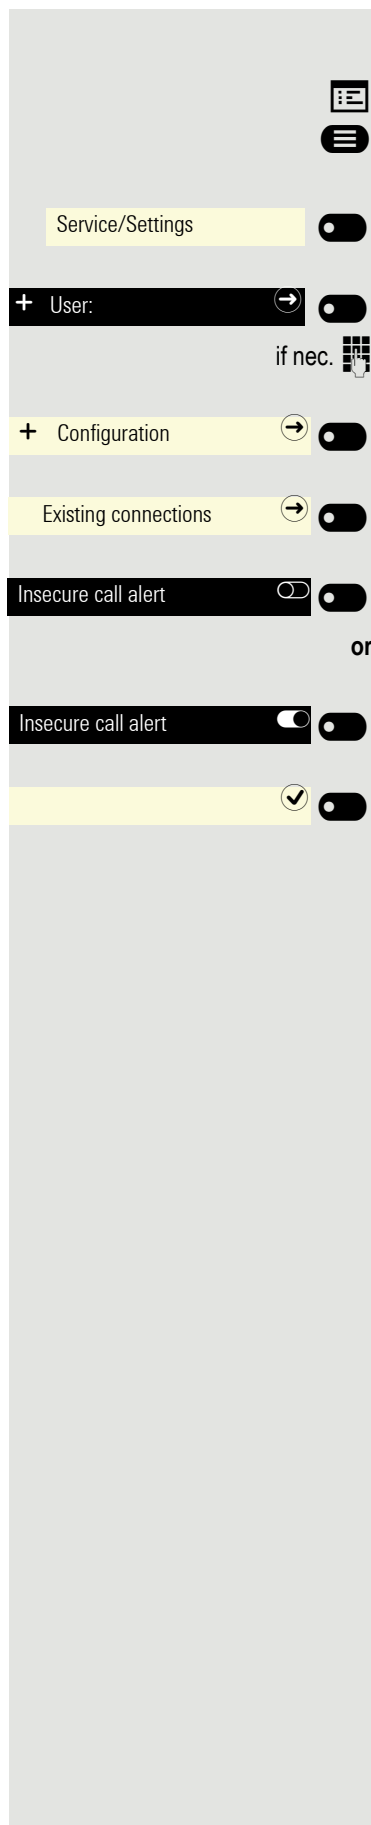 Service/Settings
User:
if nec.
Configuration
Existing connections
Insecure call alert
or
Insecure call alert